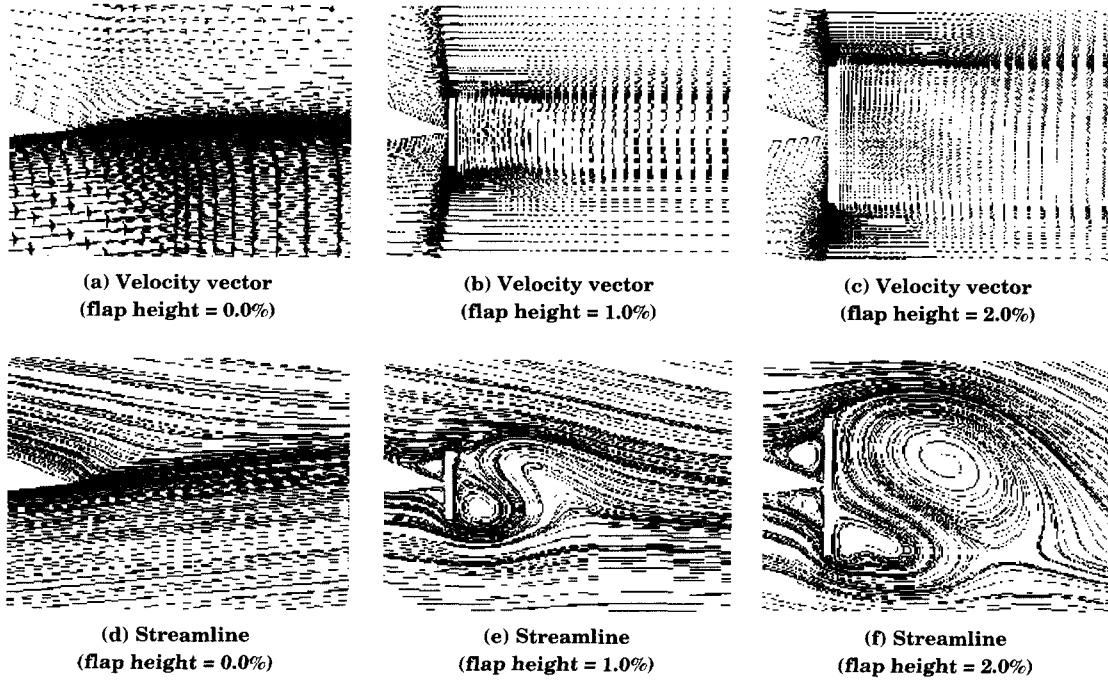 (a) Velocity vector
(flap height = 0.0%)
(b) Velocity vector
(flap height = 1.0%)
(c) Velocity vector
(flap height = 2.0%)
(d) Streamline
(flap height = 0.0%)
(e) Streamline
(flap height = 1.0%)
(f) Streamline
(flap height = 2.0%)